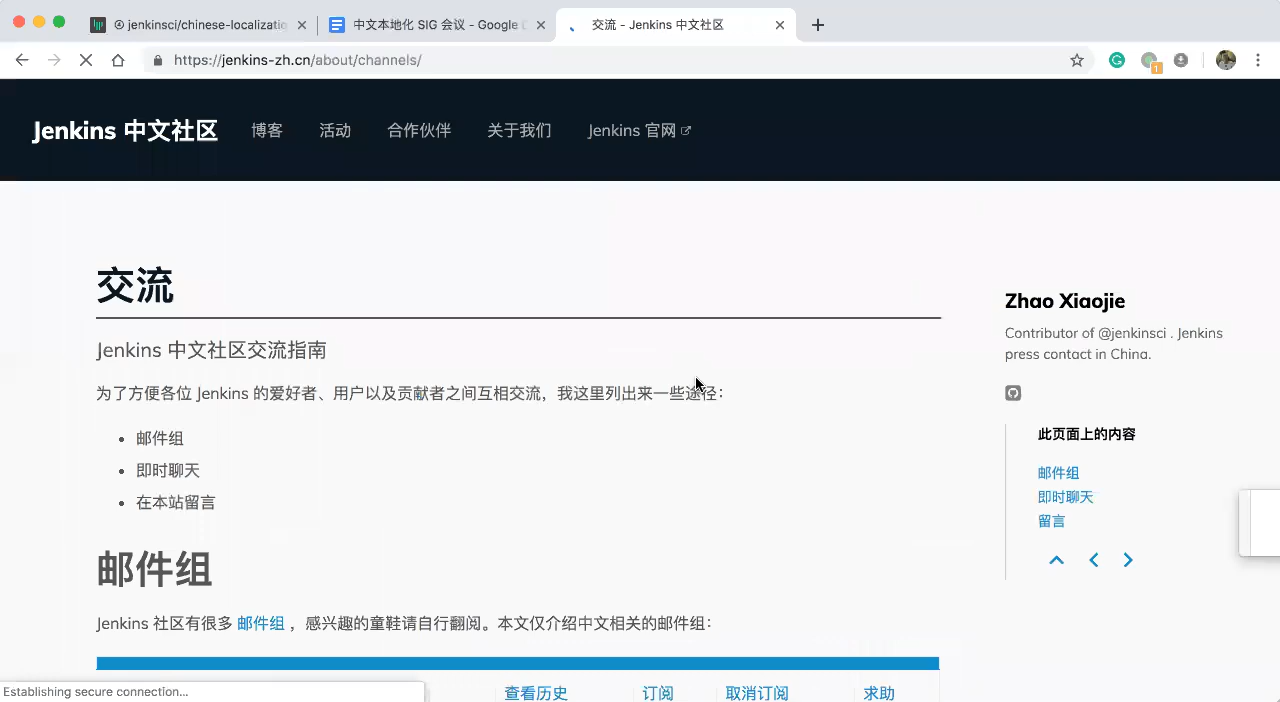 jenkinsci/chinese-localizatio
中文本地化 SIG 会议 - Google D
交流 - Jenkins 中文社区
https://jenkins-zh.cn/about/channels/
1
Jenkins 中文社区 博客 活动 合作伙伴 关于我们 Jenkins 官网
交流
Jenkins 中文社区交流指南
为了方便各位 Jenkins 的爱好者、用户以及贡献者之间互相交流，我这里列出来一些途径：
邮件组
即时聊天
在本站留言
邮件组
Jenkins 社区有很多 邮件组 ，感兴趣的童鞋请自行翻阅。本文仅介绍中文相关的邮件组：
查看历史 订阅 取消订阅 求助
Zhao Xiaojie
Contributor of @jenkinsci . Jenkins
press contact in China.
此页面上的内容
邮件组
即时聊天
留言
Establishing secure connection...